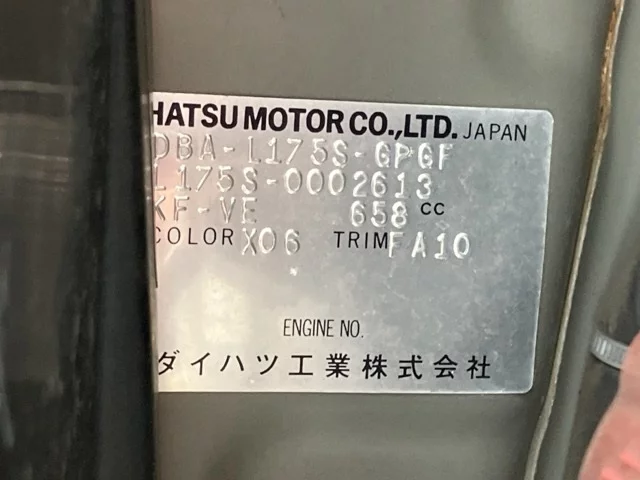 HATSU MOTOR CO.,LTD. JAPAN
DBA-L175S-GPGF
L175S-0002613
KF-VE 658 CC
COLOR X06 TRIM FA10
ENGINE NO.
ダイハツ工業株式会社